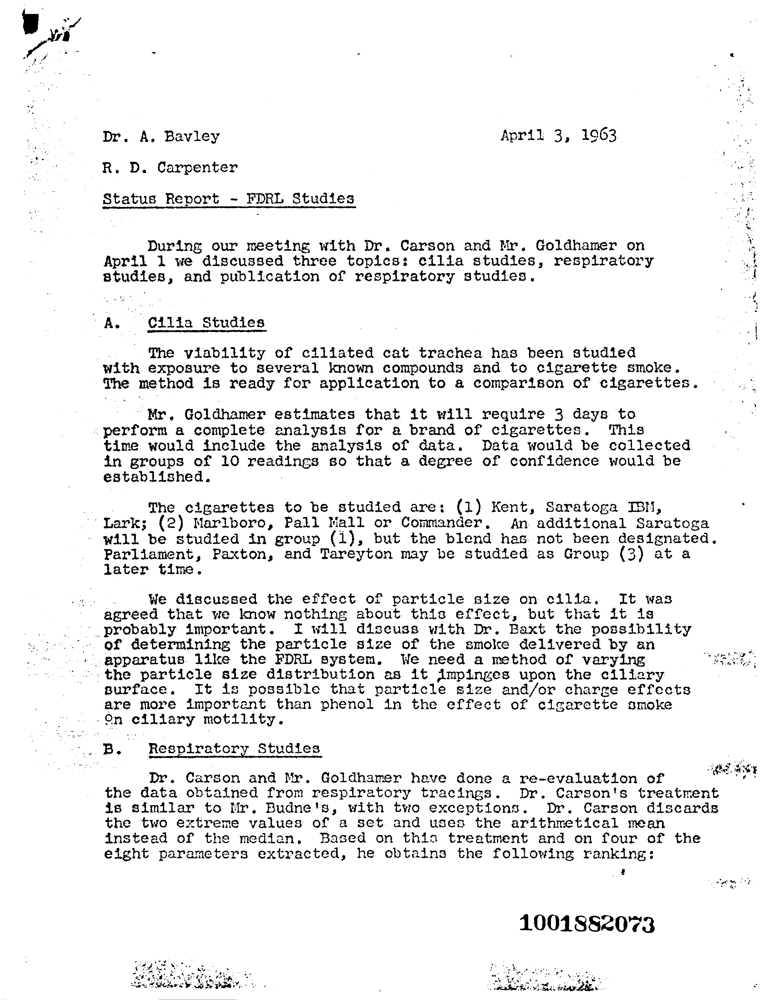 Dr. A. Bavley
April 3, 1963
R. D. Carpenter
Status Report - FDRL Studies
During our meeting with Dr. Carson and Mr. Goldhamer on
April 1 we discussed three topics: cilia studies, respiratory
studies, and publication of respiratory studies.
A. Cilia Studies
The viability of ciliated cat trachea has been studied
with exposure to several known compounds and to cigarette smoke.
The method is ready for application to a comparison of cigarettes.
Mr. Goldhamer estimates that it will require 3 days to
perform a complete analysis for a brand of cigarettes. This
time would include the analysis of data. Data would be collected
in groups of 10 readings so that a degree of confidence would be
established.
The cigarettes to be studied are: (1) Kent, Saratoga IBM,
Lark; (2) Marlboro, Pall Mall or Commander. An additional Saratoga
will be studied in group (1), but the blend has not been designated.
Parliament, Paxton, and Tareyton may be studied as Group (3) at a
later time.
We discussed the effect of particle size on cilia. It was
agreed that we know nothing about this effect, but that it is
probably important. I will discuss with Dr. Baxt the possibility
of determining the particle size of the smoke delivered by an
apparatus like the FDRL system. We need a method of varying
the particle size distribution as it impinges upon the ciliary
surface. It is possible that particle size and/or charge effects
are more important than phenol in the effect of cigarette smoke
on ciliary motility.
B. Respiratory Studies
Dr. Carson and Mr. Goldhamer have done a re-evaluation of
the data obtained from respiratory tracings. Dr. Carson's treatment
is similar to Mr. Budne's, with two exceptions. Dr. Carson discards
the two extreme values of a set and uses the arithmetical mean
instead of the median. Based on this treatment and on four of the
eight parameters extracted, he obtains the following ranking:
1001882073